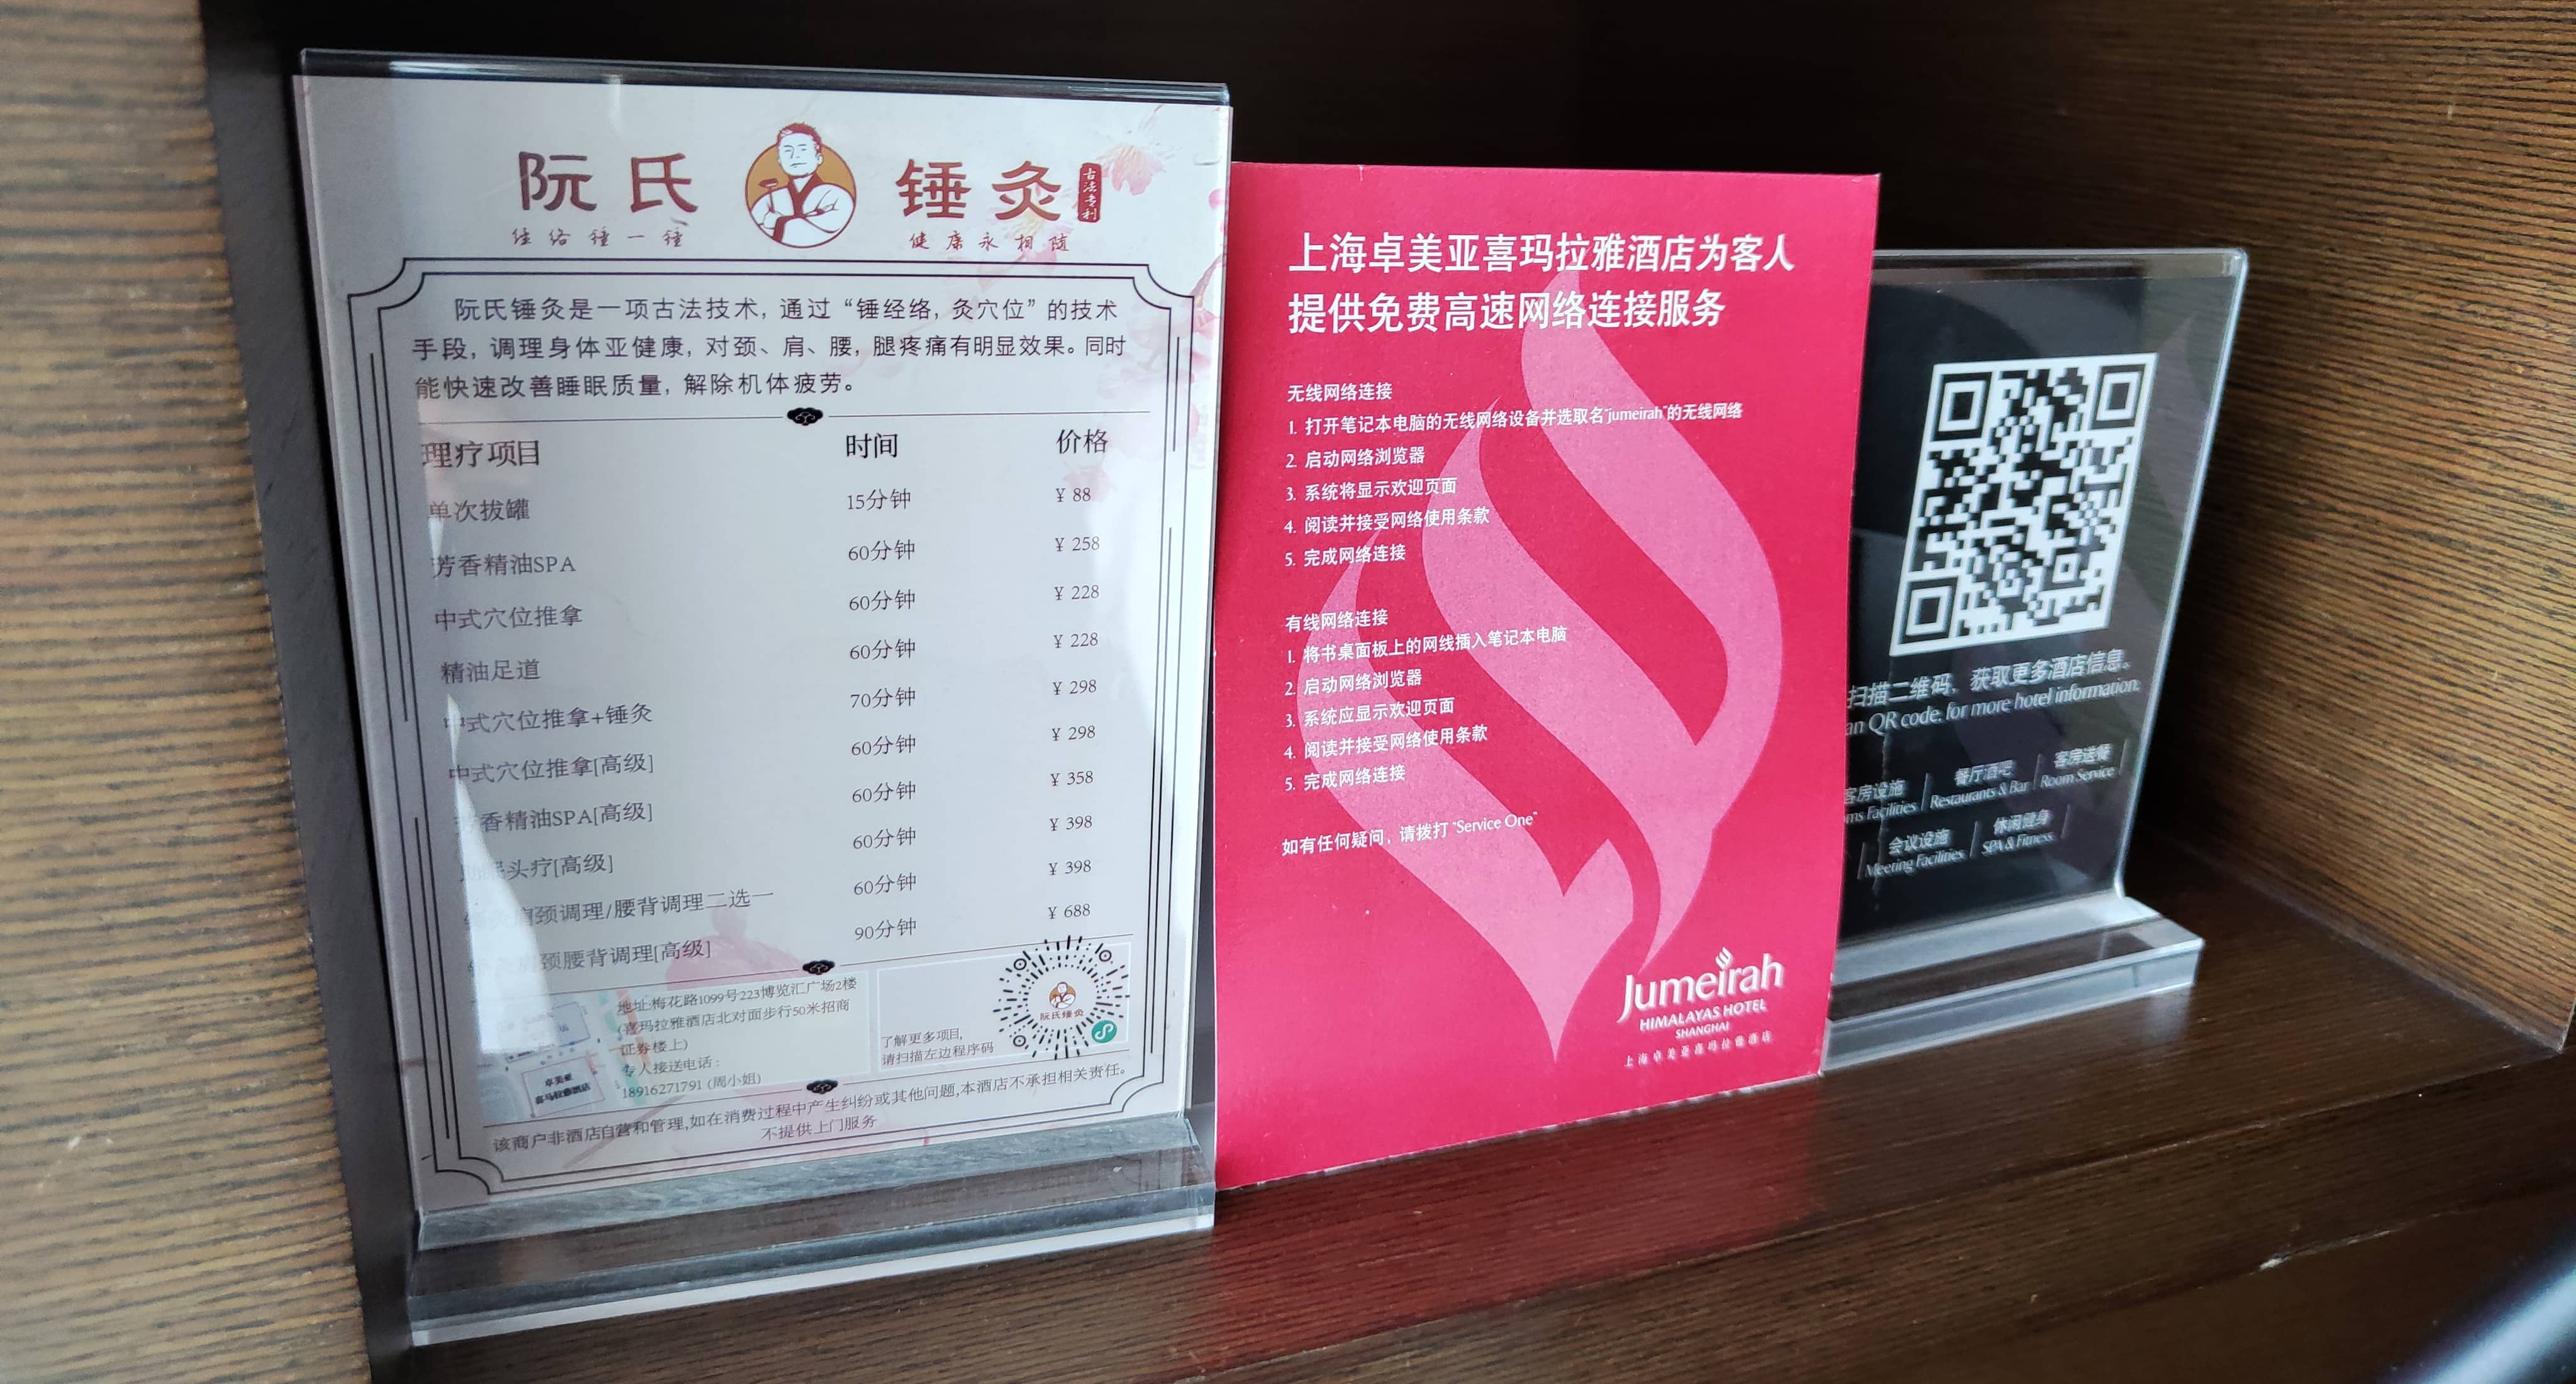 阮氏 锤灸
古法专利
经络锤一锤 健康永相随
阮氏锤灸是一项古法技术，通过“锤经络，灸穴位”的技术
手段，调理身体亚健康，对颈、肩、腰，腿疼痛有明显效果。同时
能快速改善睡眠质量，解除机体疲劳。
理疗项目 时间 价格
单次拔罐 15分钟 ¥ 88
芳香精油SPA 60分钟 ¥ 258
中式穴位推拿 60分钟 ¥ 228
精油足道 60分钟 ¥ 228
中式穴位推拿+锤灸 70分钟 ¥ 298
中式穴位推拿[高级] 60分钟 ¥ 298
芳香精油SPA[高级] 60分钟 ¥ 358
头疗[高级] 60分钟 ¥ 398
肩颈调理/腰背调理二选一 60分钟 ¥ 398
肩颈腰背调理[高级] 90分钟 ¥ 688
地址:梅花路1099号223博览汇广场2楼
(喜玛拉雅酒店北对面步行50米招商
证券楼上)
专人接送电话：
18916271791 (周小姐)
卓美亚
喜马拉雅酒店
了解更多项目,
请扫描左边程序码
阮氏锤灸
该商户非酒店自营和管理,如在消费过程中产生纠纷或其他问题,本酒店不承担相关责任。
不提供上门服务
上海卓美亚喜玛拉雅酒店为客人
提供免费高速网络连接服务
无线网络连接
1. 打开笔记本电脑的无线网络设备并选取名“jumeirah”的无线网络
2. 启动网络浏览器
3. 系统将显示欢迎页面
4. 阅读并接受网络使用条款
5. 完成网络连接
有线网络连接
1. 将书桌面板上的网线插入笔记本电脑
2. 启动网络浏览器
3. 系统应显示欢迎页面
4. 阅读并接受网络使用条款
5. 完成网络连接
如有任何疑问，请拨打 “Service One”
Jumeirah
HIMALAYAS HOTEL
SHANGHAI
上海卓美亚喜玛拉雅酒店
扫描二维码，获取更多酒店信息。
QR code, for more hotel information.
客房设施 餐厅酒吧 客房送餐
Facilities Restaurants & Bar Room Service
会议设施 休闲健身
Meeting Facilities SPA & Fitness